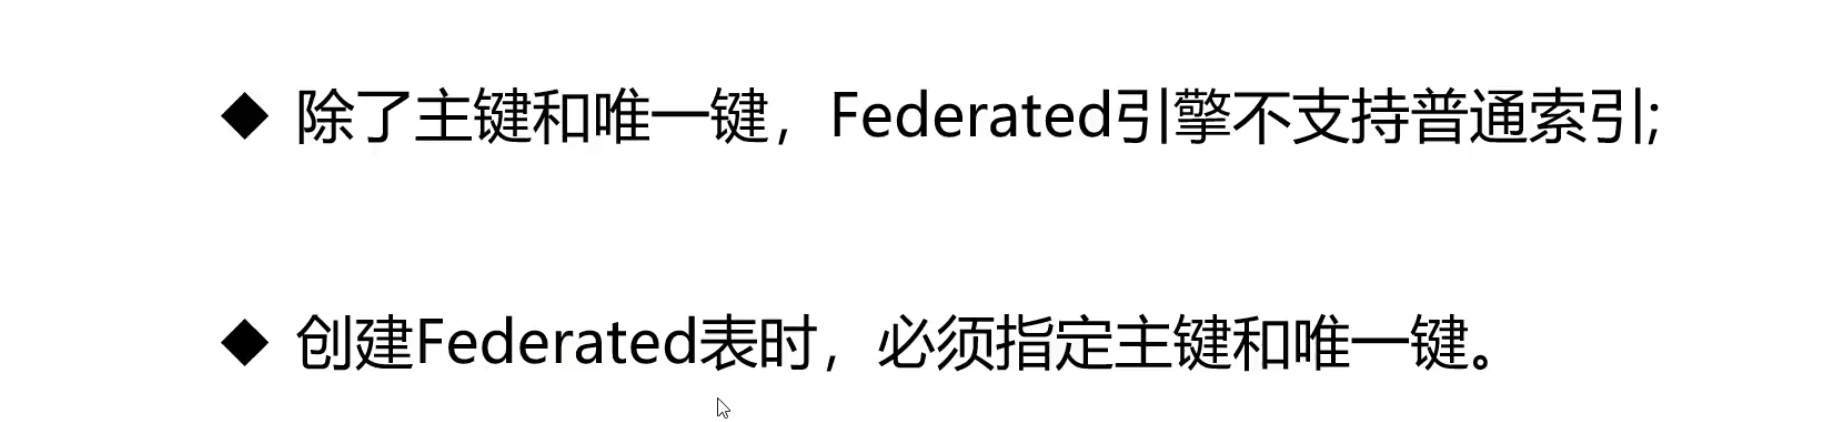 ◆ 除了主键和唯一键，Federated引擎不支持普通索引;
◆ 创建Federated表时，必须指定主键和唯一键。